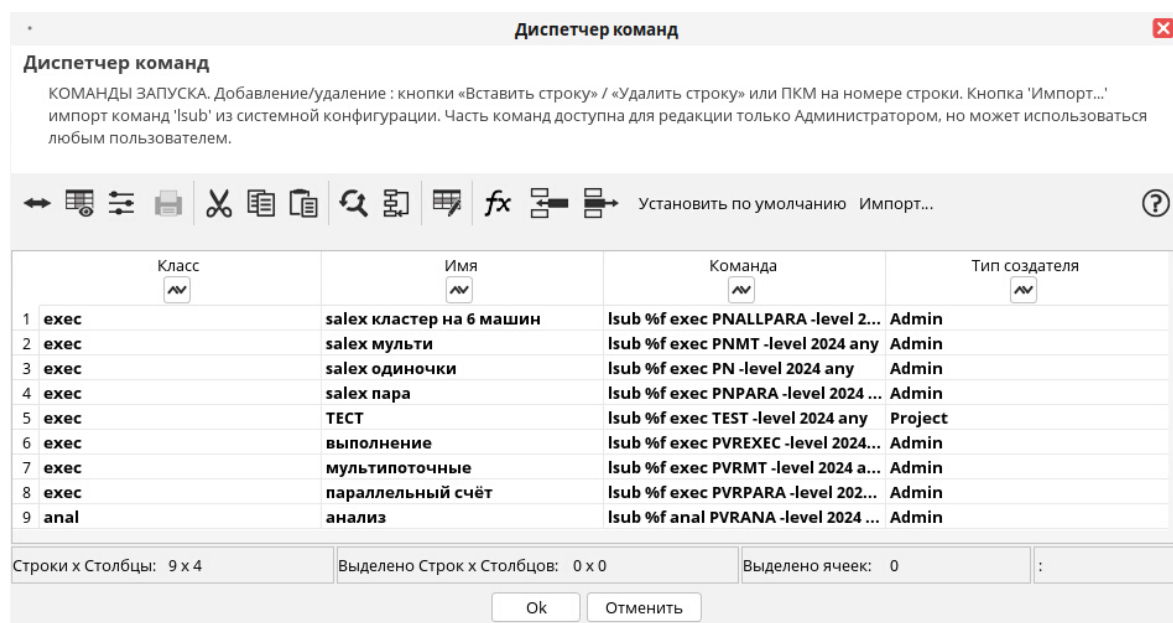 Диспетчер команд
Диспетчер команд
КОМАНДЫ ЗАПУСКА. Добавление/удаление : кнопки «Вставить строку» / «Удалить строку» или ПКМ на номере строки. Кнопка 'Импорт...'
импорт команд 'lsub' из системной конфигурации. Часть команд доступна для редакции только Администратором, но может использоваться
любым пользователем.
fx Установить по умолчанию Импорт... ?
Класс Имя Команда Тип создателя
1 exec salex кластер на 6 машин lsub %f exec PNALLPARA -level 2... Admin
2 exec salex мульти lsub %f exec PNMT -level 2024 any Admin
3 exec salex одиночки lsub %f exec PN -level 2024 any Admin
4 exec salex пара lsub %f exec PNPARA -level 2024 ... Admin
5 exec ТЕСТ lsub %f exec TEST -level 2024 any Project
6 exec выполнение lsub %f exec PVREXEC -level 2024... Admin
7 exec мультипоточные lsub %f exec PVRMT -level 2024 a... Admin
8 exec параллельный счёт lsub %f exec PVRPARA -level 202... Admin
9 anal анализ lsub %f anal PVRANA -level 2024 ... Admin
Строки x Столбцы: 9 x 4 Выделено Строк x Столбцов: 0 x 0 Выделено ячеек: 0 :
Ok Отменить